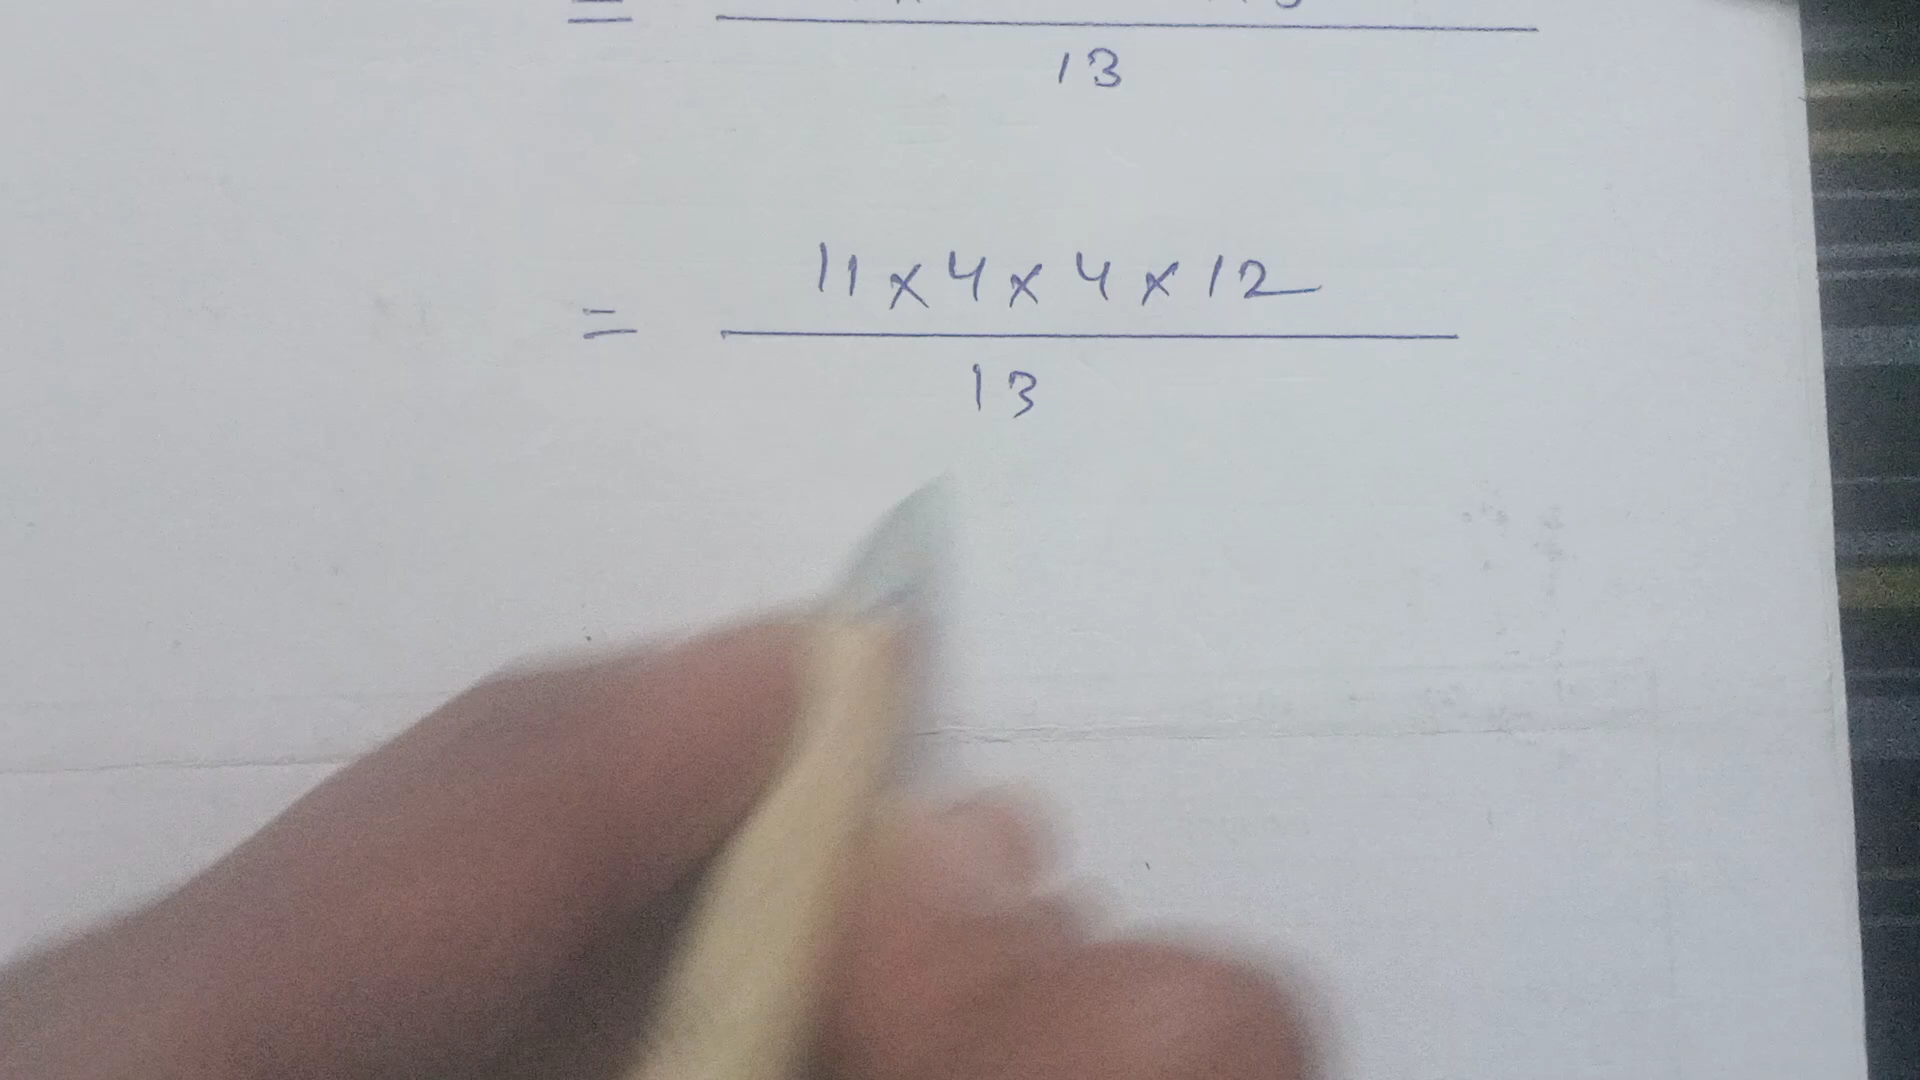 =
13
= 11 x 4 x 4 x 12
13